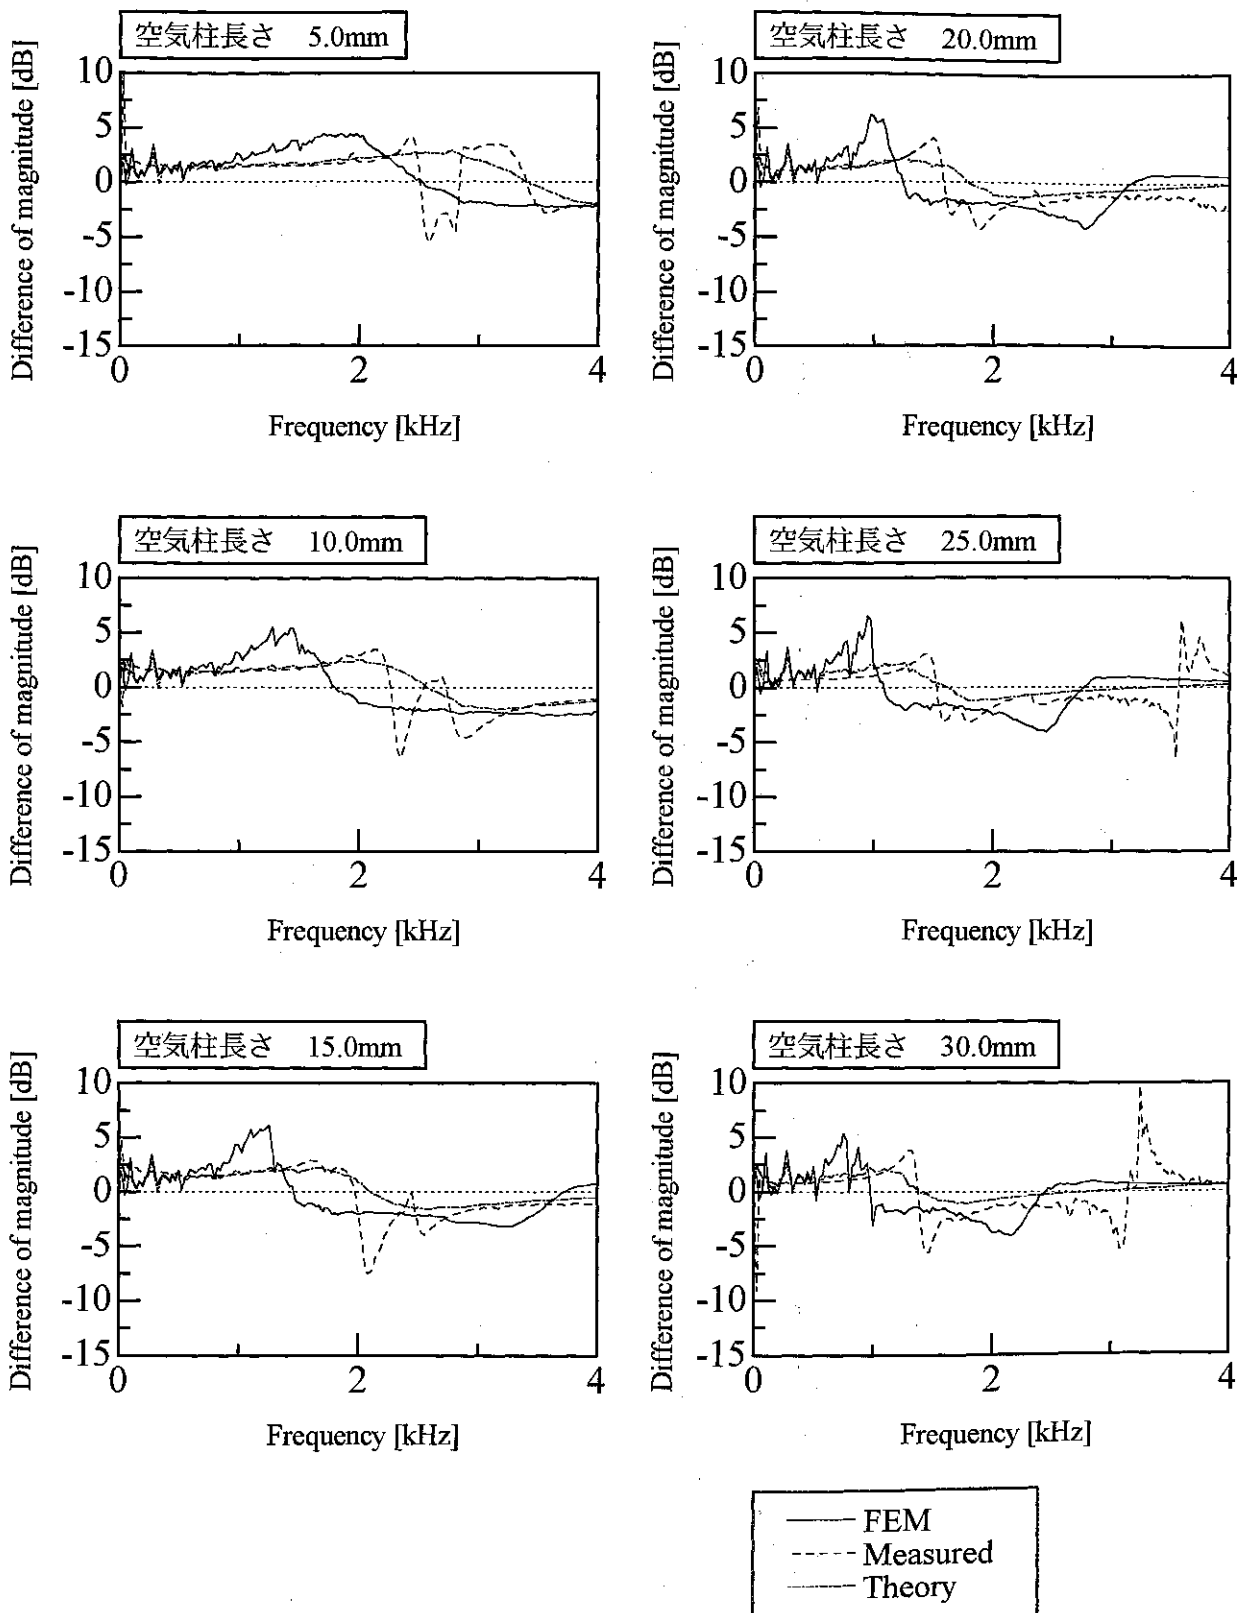 空気柱長さ 5.0mm
Difference of magnitude [dB]
10
5
0
-5
-10
-15
0
2
4
Frequency [kHz]
空気柱長さ 20.0mm
Difference of magnitude [dB]
10
5
0
-5
-10
-15
0
2
4
Frequency [kHz]
空気柱長さ 10.0mm
Difference of magnitude [dB]
10
5
0
-5
-10
-15
0
2
4
Frequency [kHz]
空気柱長さ 25.0mm
Difference of magnitude [dB]
10
5
0
-5
-10
-15
0
2
4
Frequency [kHz]
空気柱長さ 15.0mm
Difference of magnitude [dB]
10
5
0
-5
-10
-15
0
2
4
Frequency [kHz]
空気柱長さ 30.0mm
Difference of magnitude [dB]
10
5
0
-5
-10
-15
0
2
4
Frequency [kHz]
FEM
Measured
Theory